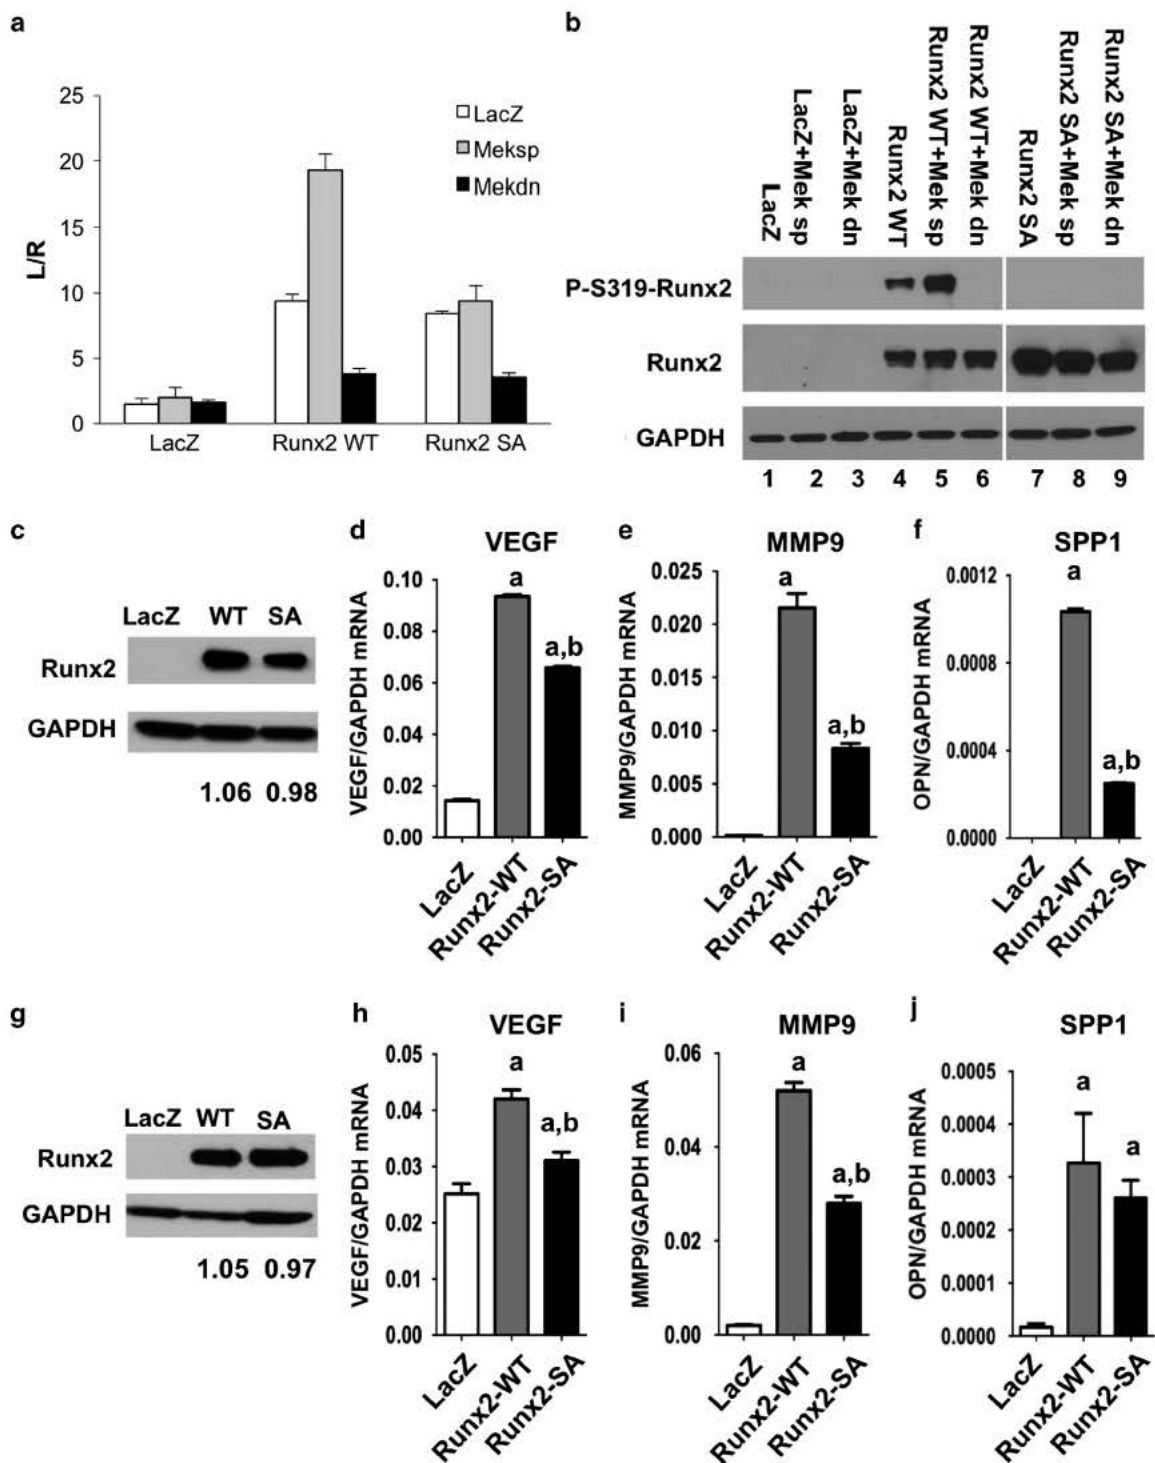 a
25
20
15
10
5
0
L/R
LacZ
Meksp
Mekdn
LacZ Runx2 WT Runx2 SA
b
LacZ
LacZ+Mek sp
LacZ+Mek dn
Runx2 WT
Runx2 WT+Mek sp
Runx2 WT+Mek dn
Runx2 SA
Runx2 SA+Mek sp
Runx2 SA+Mek dn
P-S319-Runx2
Runx2
GAPDH
1 2 3 4 5 6 7 8 9
c
LacZ WT SA
Runx2
GAPDH
1.06 0.98
d
VEGF
VEGF/GAPDH mRNA
0.10
0.08
0.06
0.04
0.02
0.00
a
a,b
LacZ
Runx2-WT
Runx2-SA
e
MMP9
MMP9/GAPDH mRNA
0.025
0.020
0.015
0.010
0.005
0.000
a
a,b
LacZ
Runx2-WT
Runx2-SA
f
SPP1
OPN/GAPDH mRNA
0.0012
0.0008
0.0004
0.0000
a
a,b
LacZ
Runx2-WT
Runx2-SA
g
LacZ WT SA
Runx2
GAPDH
1.05 0.97
h
VEGF
VEGF/GAPDH mRNA
0.05
0.04
0.03
0.02
0.01
0.00
a
a,b
LacZ
Runx2-WT
Runx2-SA
i
MMP9
MMP9/GAPDH mRNA
0.06
0.04
0.02
0.00
a
a,b
LacZ
Runx2-WT
Runx2-SA
j
SPP1
OPN/GAPDH mRNA
0.0005
0.0004
0.0003
0.0002
0.0001
0.0000
a
a
LacZ
Runx2-WT
Runx2-SA